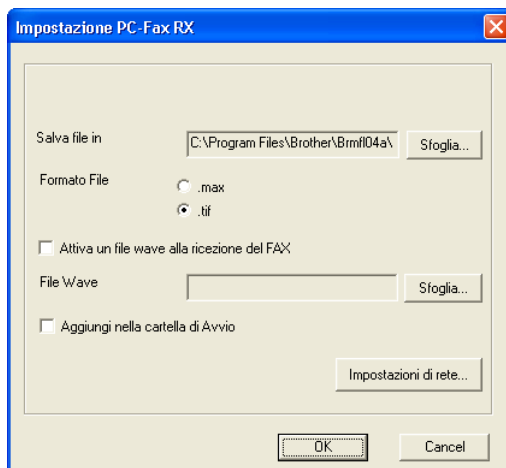 Impostazione PC-Fax RX
Salva file in C:\Program Files\Brother\Brmfl04a\ Sfoglia...
Formato File .max
.tif
Attiva un file wave alla ricezione del FAX
File Wave Sfoglia...
Aggiungi nella cartella di Avvio
Impostazioni di rete...
OK Cancel